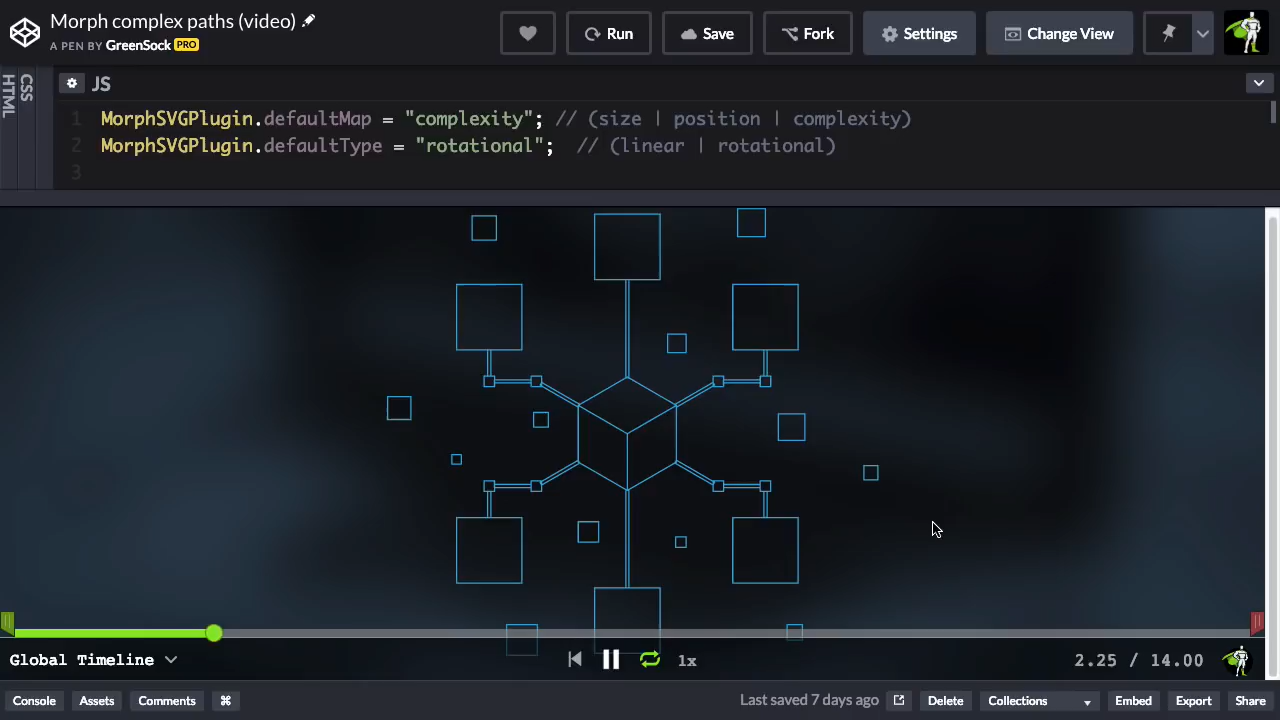 Morph complex paths (video)
A PEN BY GreenSock PRO
Run
Save
Fork
Settings
Change View
HTML
CSS
JS
1 MorphSVGPlugin.defaultMap = "complexity"; // (size | position | complexity)
2 MorphSVGPlugin.defaultType = "rotational";  // (linear | rotational)
3
Global Timeline
1x
2.25 / 14.00
Console
Assets
Comments
⌘
Last saved 7 days ago
Delete
Collections
Embed
Export
Share